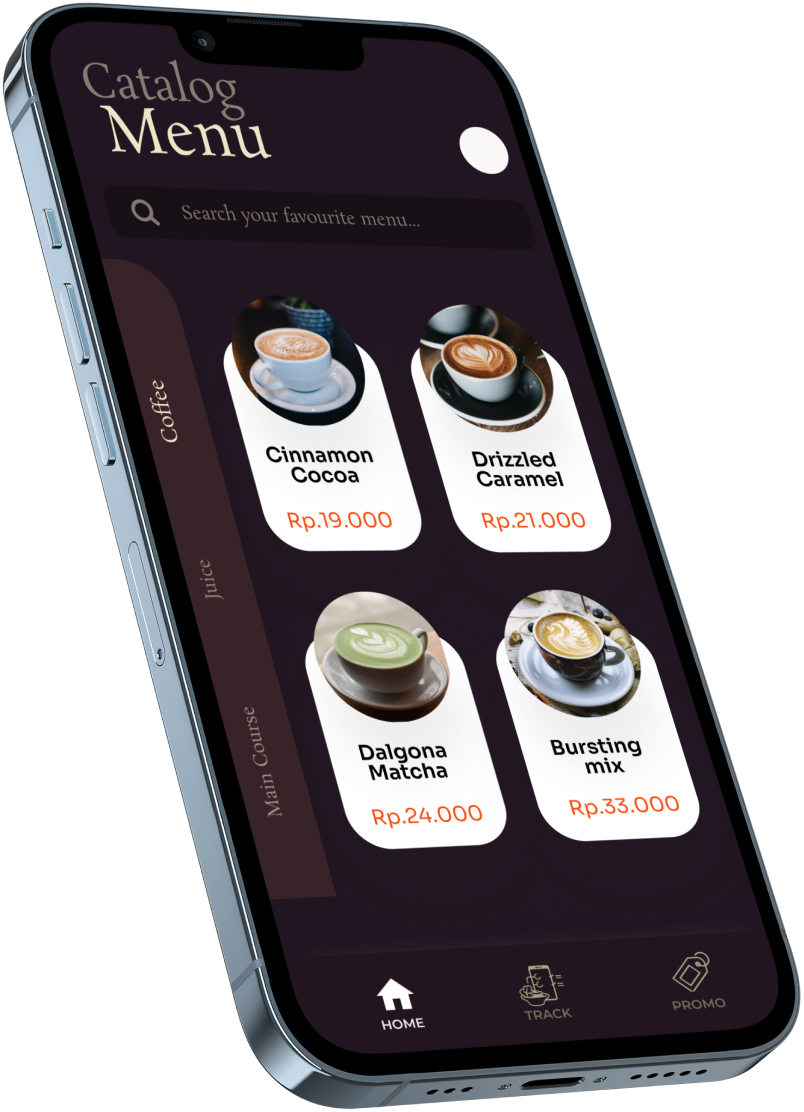 Catalog
Menu
Search your favourite menu...
Coffee
Juice
Main Course
Cinnamon
Cocoa
Rp.19.000
Drizzled
Caramel
Rp.21.000
Dalgona
Matcha
Rp.24.000
Bursting
mix
Rp.33.000
HOME
TRACK
PROMO